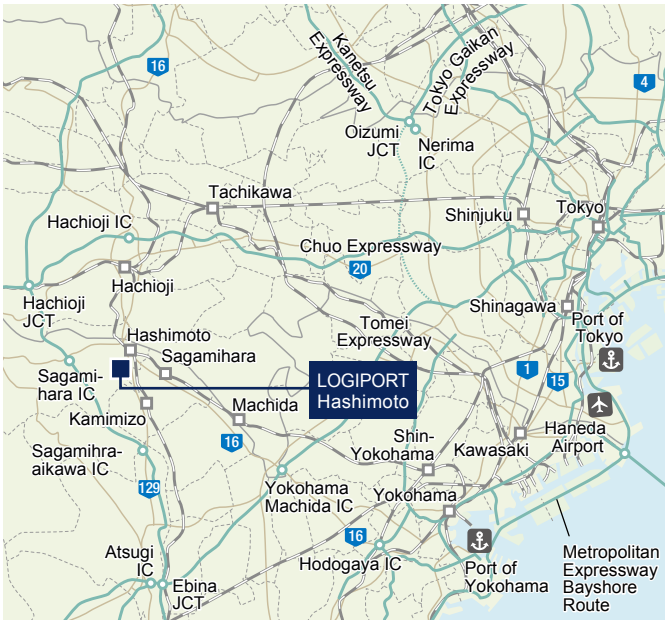 16
Kanetsu
Expressway
Tokyo Gaikan
Expressway
4
Oizumi
JCT
Nerima
IC
Tachikawa
Shinjuku
Tokyo
Hachioji IC
Chuo Expressway
20
Hachioji
Hachioji
JCT
Shinagawa
Port of
Tokyo
Tomei
Expressway
Hashimoto
Sagamihara
LOGIPORT
Hashimoto
1
15
Sagami-
hara IC
Kamimizo
Machida
16
Shin-
Yokohama
Kawasaki
Haneda
Airport
Sagamihra-
aikawa IC
129
Yokohama
Machida IC
Yokohama
16
Hodogaya IC
Port of
Yokohama
Metropolitan
Expressway
Bayshore
Route
Atsugi
IC
Ebina
JCT